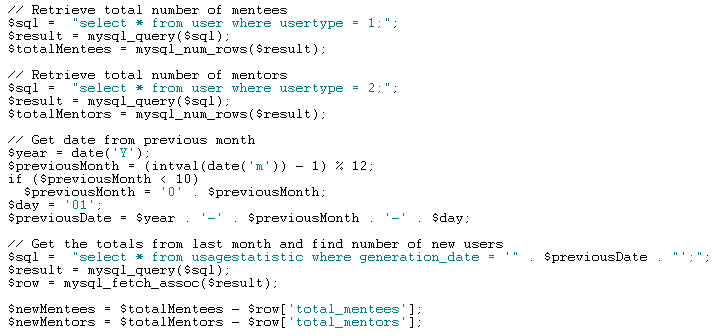 // Retrieve total number of mentees
$sql =  "select * from user where usertype = 1;";
$result = mysql_query($sql);
$totalMentees = mysql_num_rows($result);

// Retrieve total number of mentors
$sql =  "select * from user where usertype = 2;";
$result = mysql_query($sql);
$totalMentors = mysql_num_rows($result);

// Get date from previous month
$year = date('Y');
$previousMonth = (intval(date('m')) - 1) % 12;
if ($previousMonth < 10)
  $previousMonth = '0' . $previousMonth;
$day = '01';
$previousDate = $year . '-' . $previousMonth . '-' . $day;

// Get the totals from last month and find number of new users
$sql =  "select * from usagestatistic where generation_date = '" . $previousDate . "';";
$result = mysql_query($sql);
$row = mysql_fetch_assoc($result);

$newMentees = $totalMentees - $row['total_mentees'];
$newMentors = $totalMentors - $row['total_mentors'];